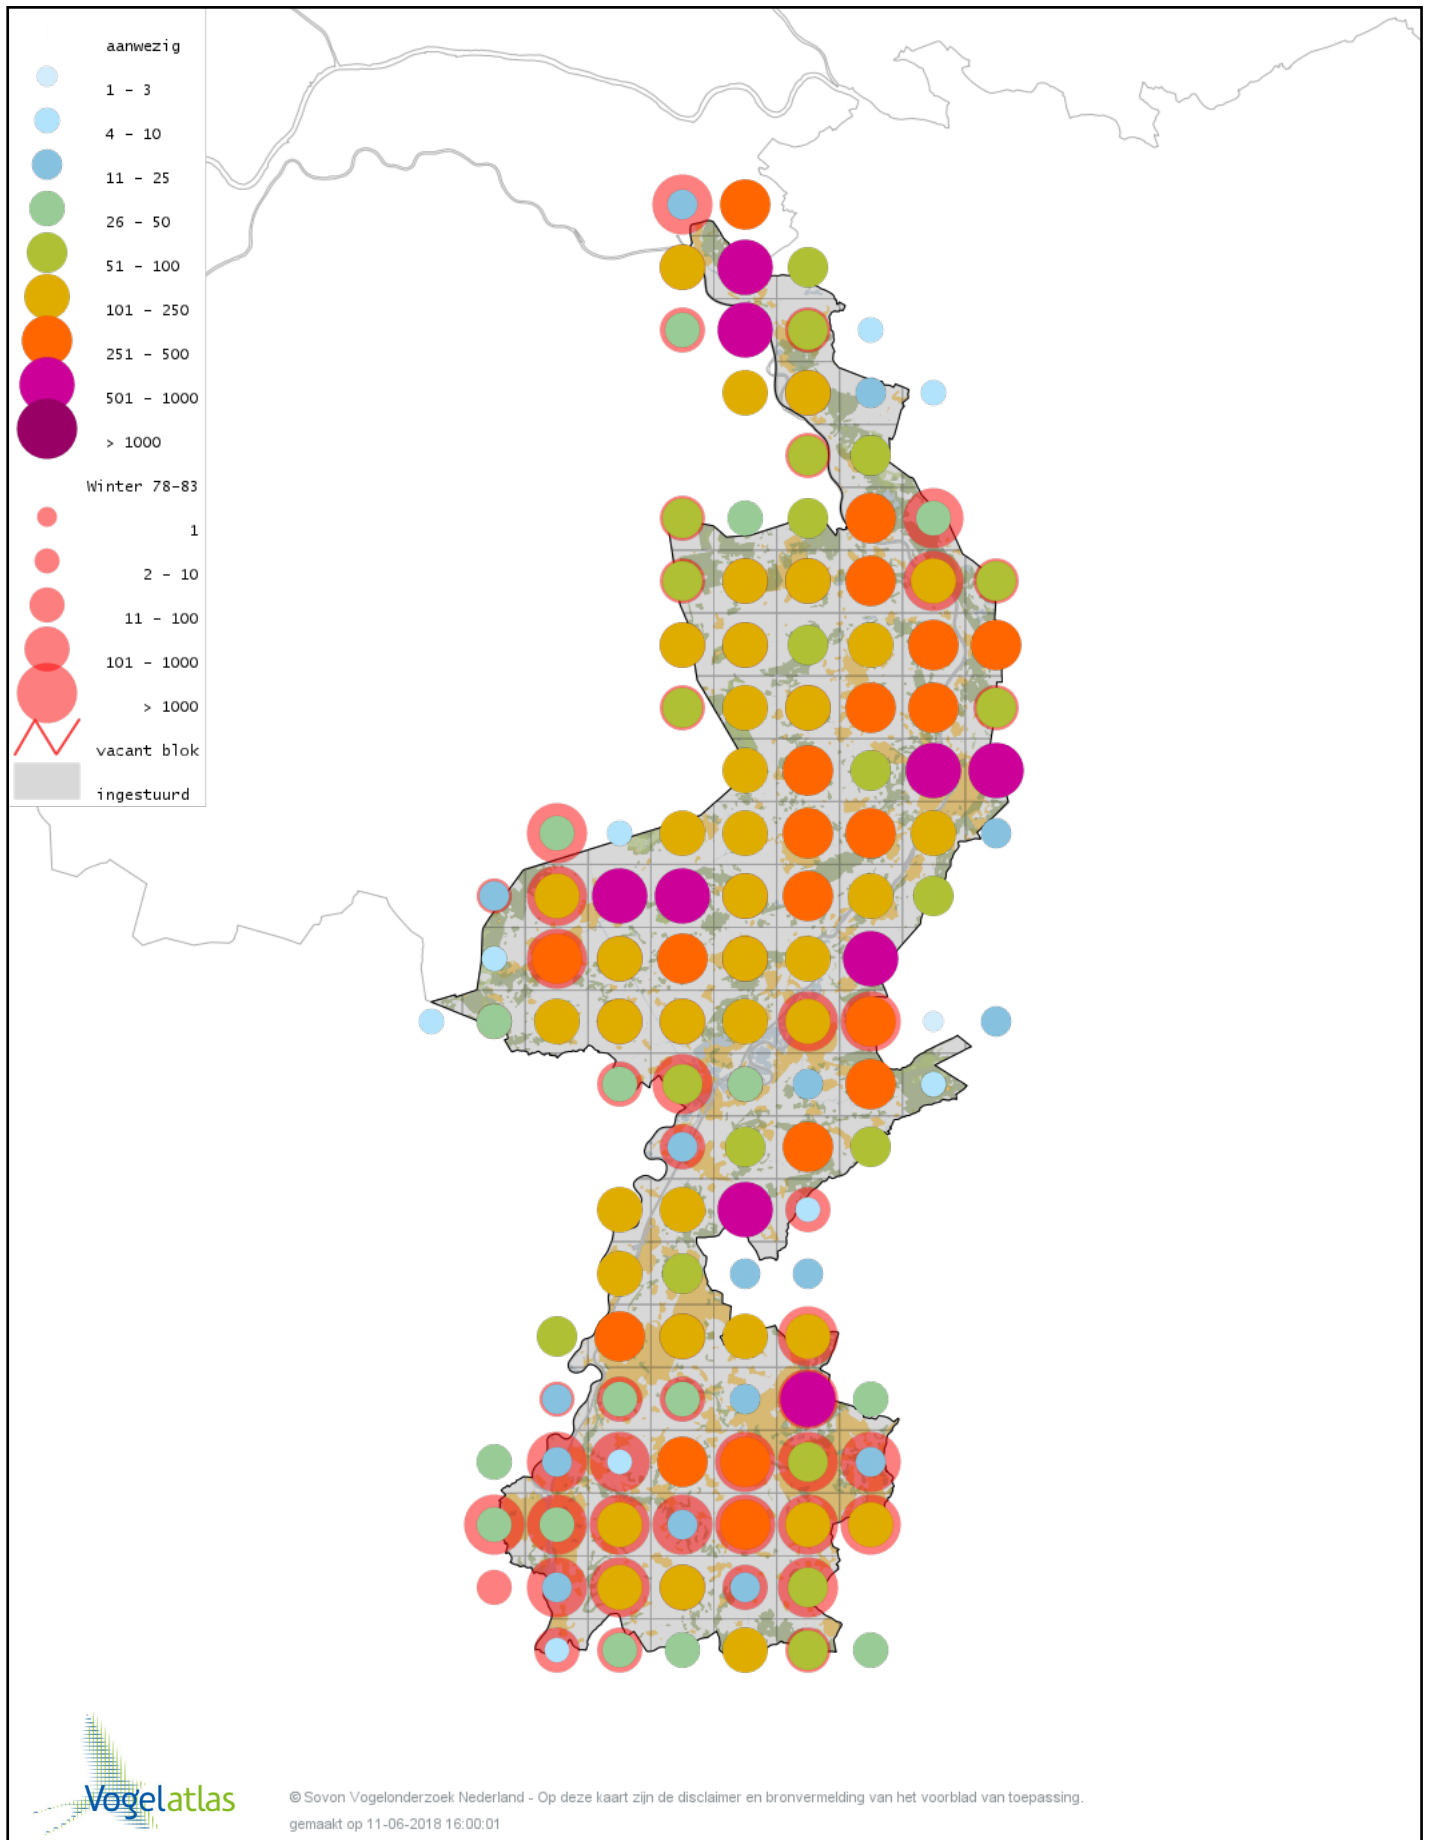 aanwezig
1 - 3
4 - 10
11 - 25
26 - 50
51 - 100
101 - 250
251 - 500
501 - 1000
> 1000
Winter 78-83
1
2 - 10
11 - 100
101 - 1000
> 1000
vacant blok
ingestuurd
Vogelatlas
© Sovon Vogelonderzoek Nederland - Op deze kaart zijn de disclaimer en bronvermelding van het voorblad van toepassing.
gemaakt op 11-06-2018 16:00:01